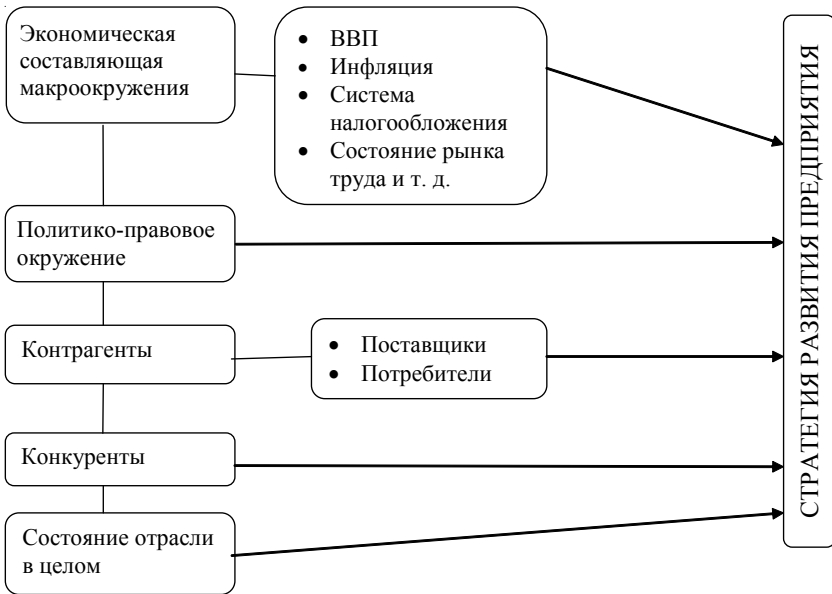 Экономическая
составляющая
макроокружения
• ВВП
• Инфляция
• Система
налогообложения
• Состояние рынка
труда и т. д.
Политико-правовое
окружение
Контрагенты
• Поставщики
• Потребители
Конкуренты
Состояние отрасли
в целом
СТРАТЕГИЯ РАЗВИТИЯ ПРЕДПРИЯТИЯ